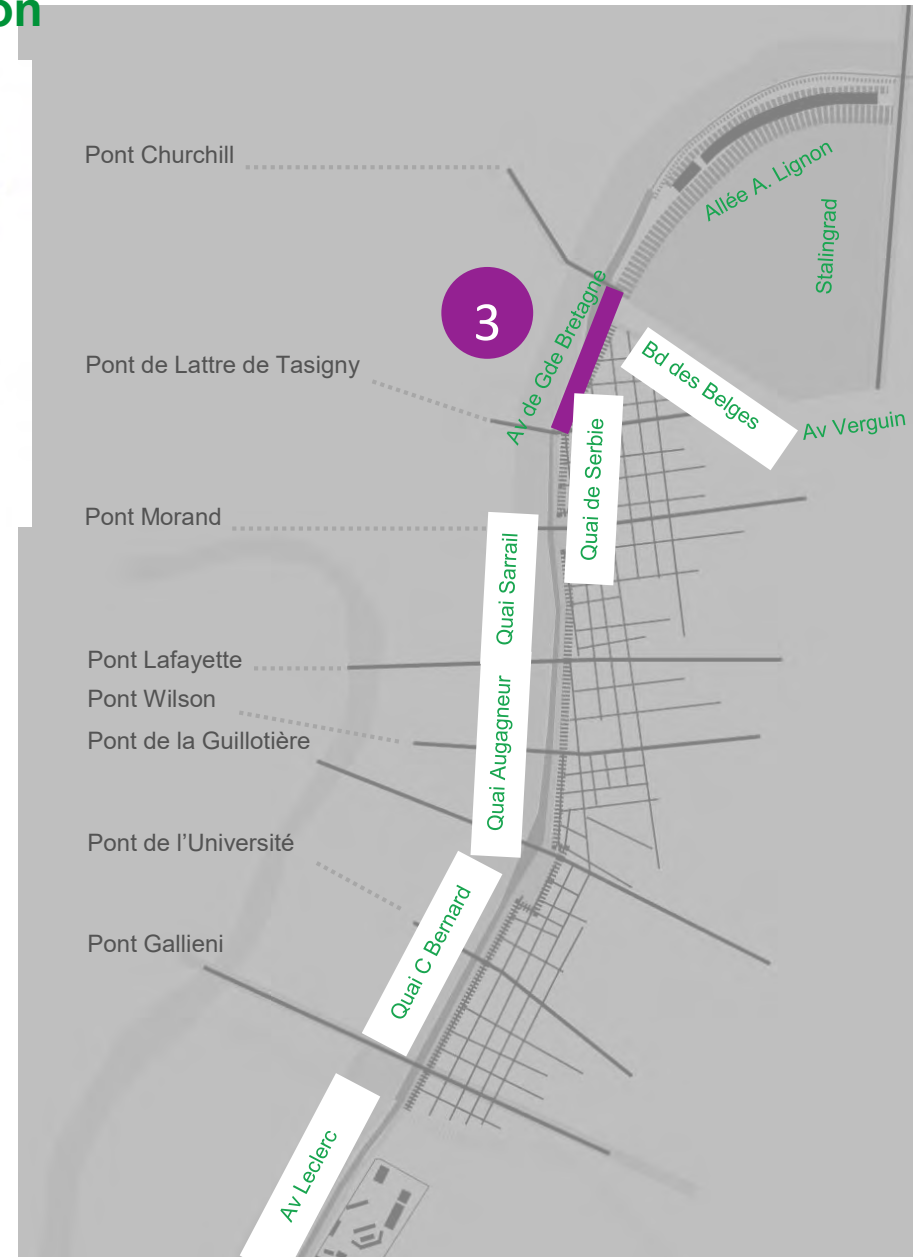 on
Pont Churchill
Allée A. Lignon
Stalingrad
3
Av de Gde Bretagne
Pont de Lattre de Tasigny
Bd des Belges
Av Verguin
Quai de Serbie
Pont Morand
Quai Sarrail
Pont Lafayette
Pont Wilson
Quai Augagneur
Pont de la Guillotière
Pont de l’Université
Quai C Bernard
Pont Gallieni
Av Leclerc